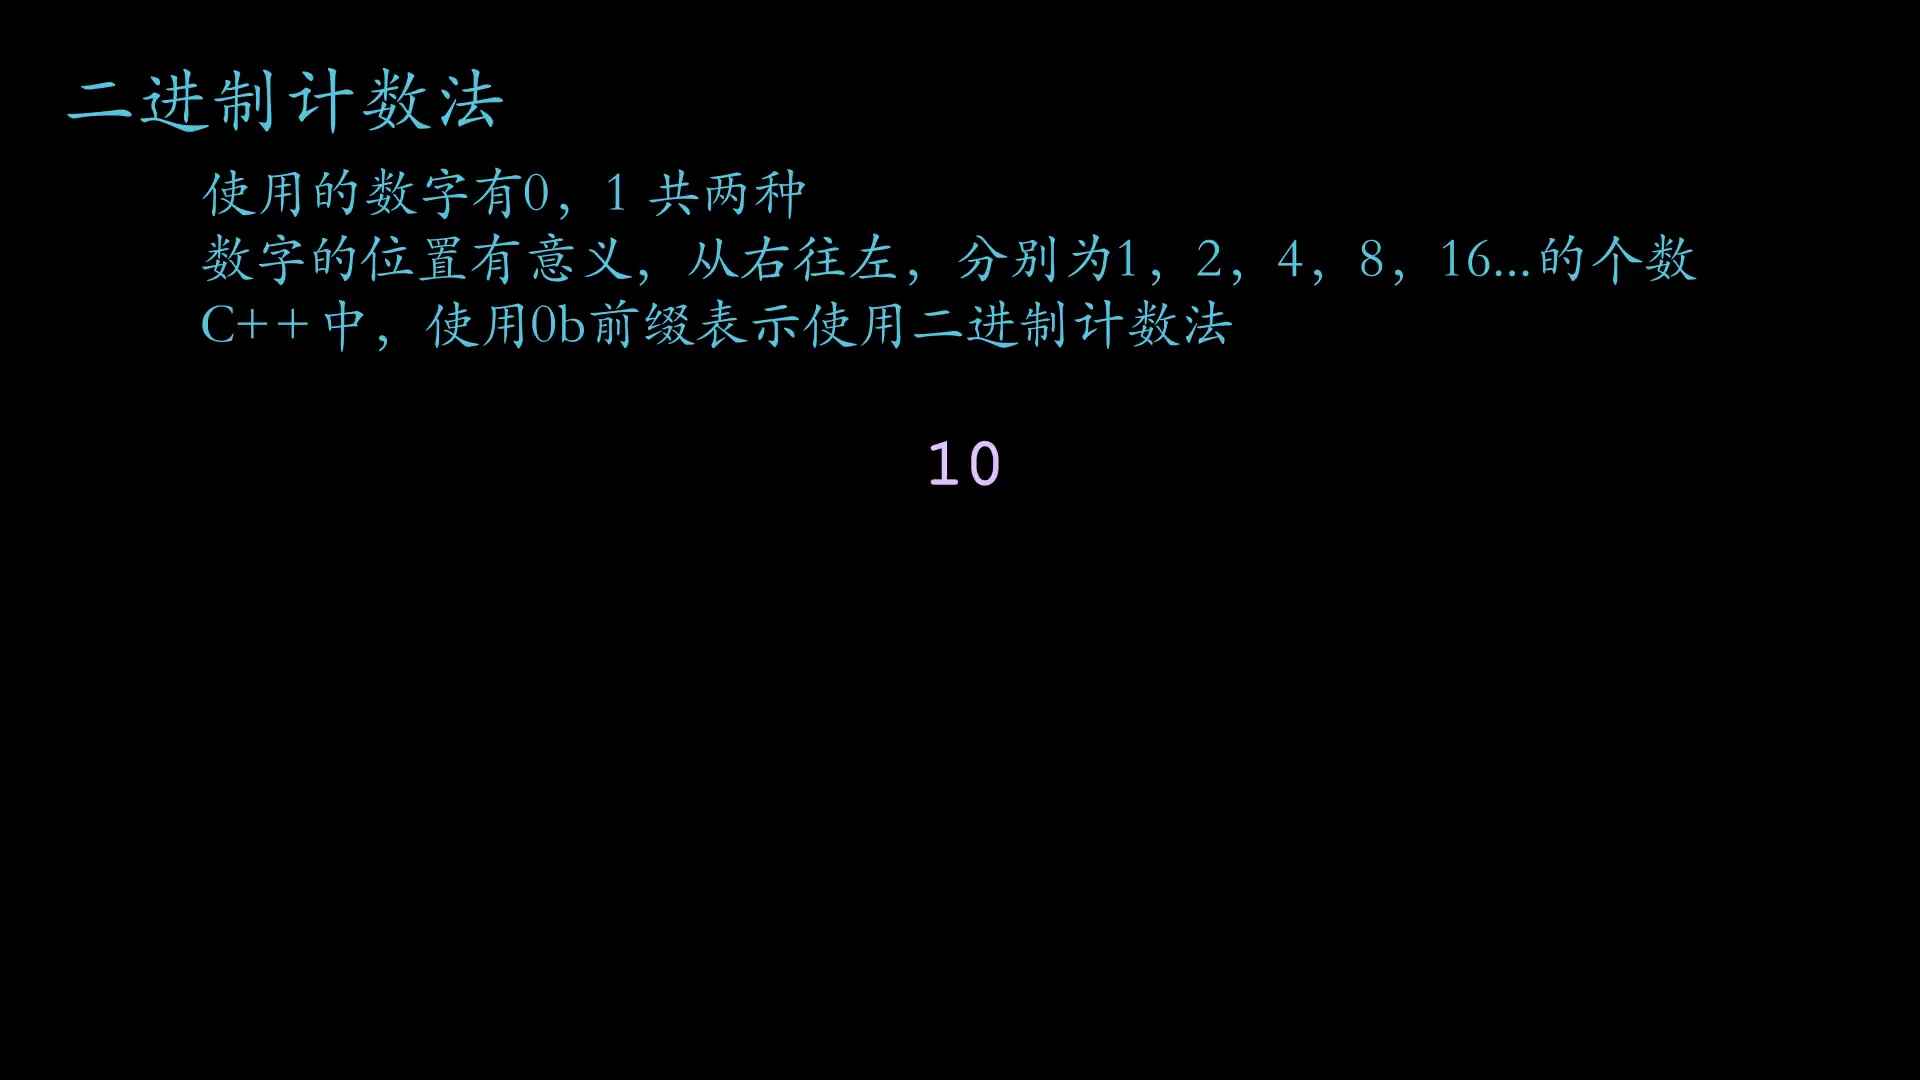 二进制计数法
使用的数字有0，1 共两种
数字的位置有意义，从右往左，分别为1，2，4，8，16...的个数
C++中，使用0b前缀表示使用二进制计数法
10